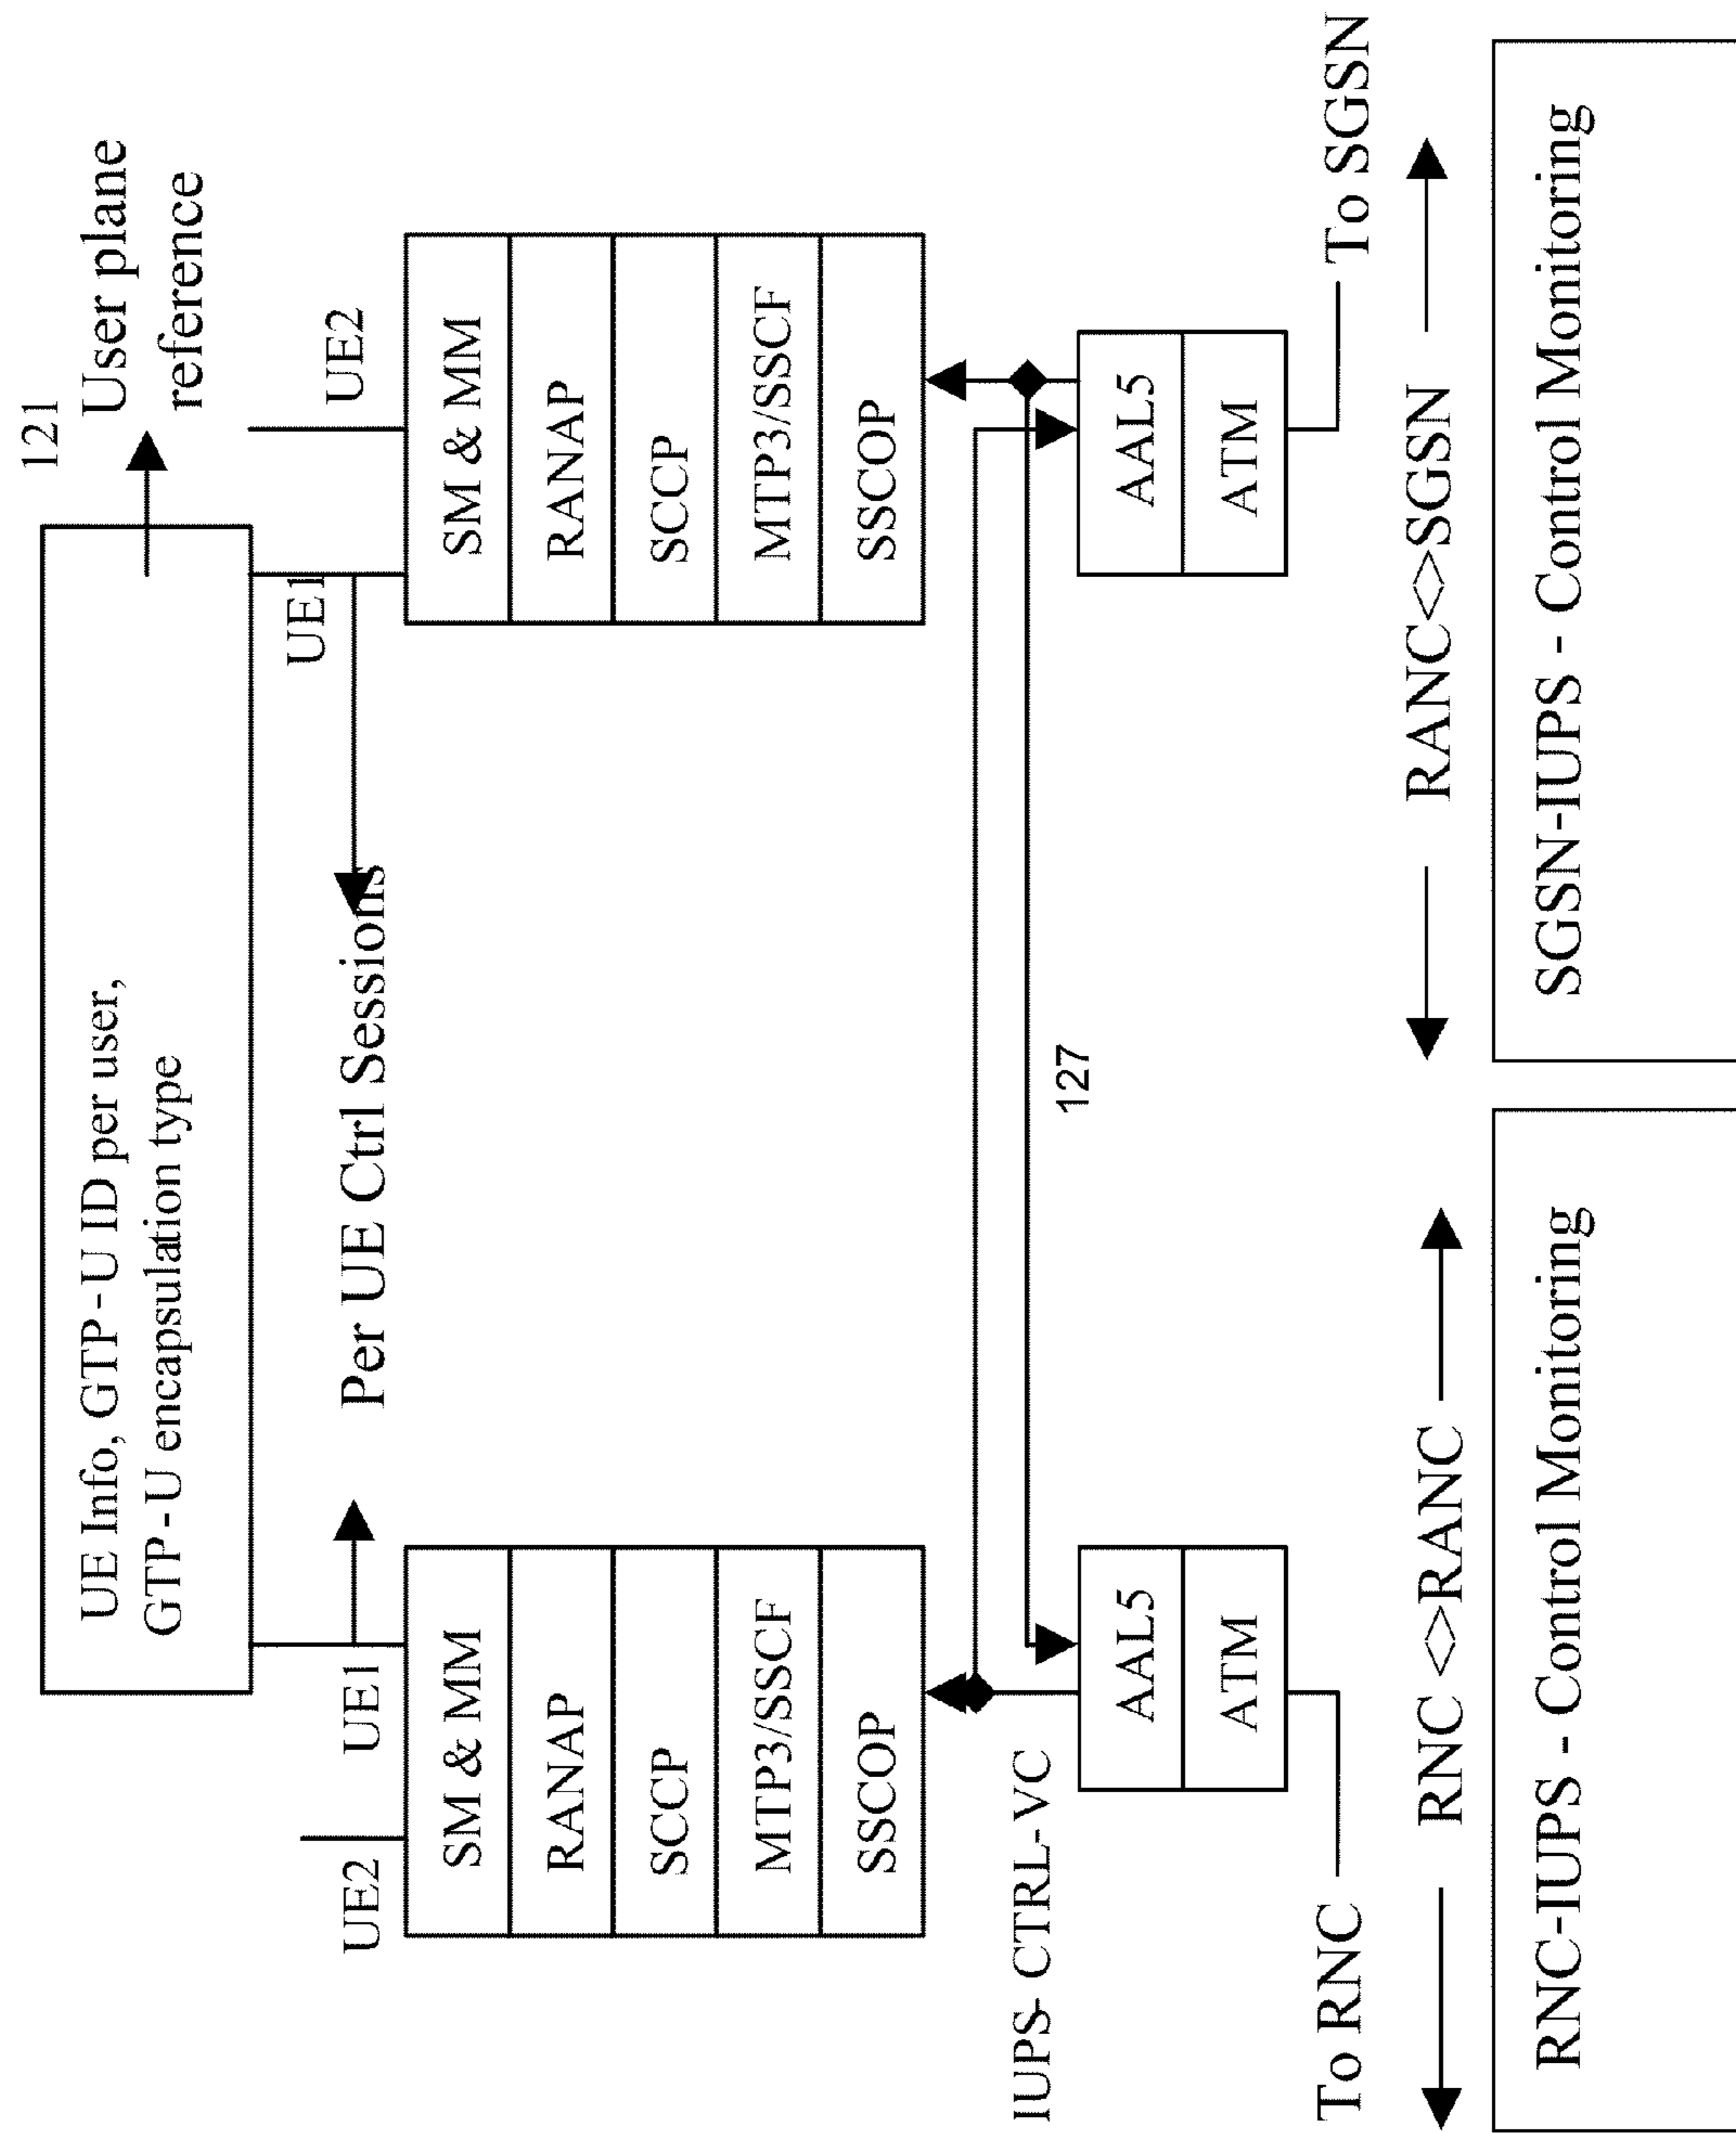 121
User plane
reference
UE Info, GTP - U ID per user,
GTP - U encapsulation type
UE2
UE1
UE1
UE2
Per UE Ctrl Sessions
SM & MM
RANAP
SCCP
MTP3/SSCF
SSCOP
SM & MM
RANAP
SCCP
MTP3/SSCF
SSCOP
IUPS- CTRL-VC
127
AAL5
ATM
AAL5
ATM
To RNC
To SGSN
RNC <>RANC
RANC<>SGSN
RNC-IUPS - Control Monitoring
SGSN-IUPS - Control Monitoring